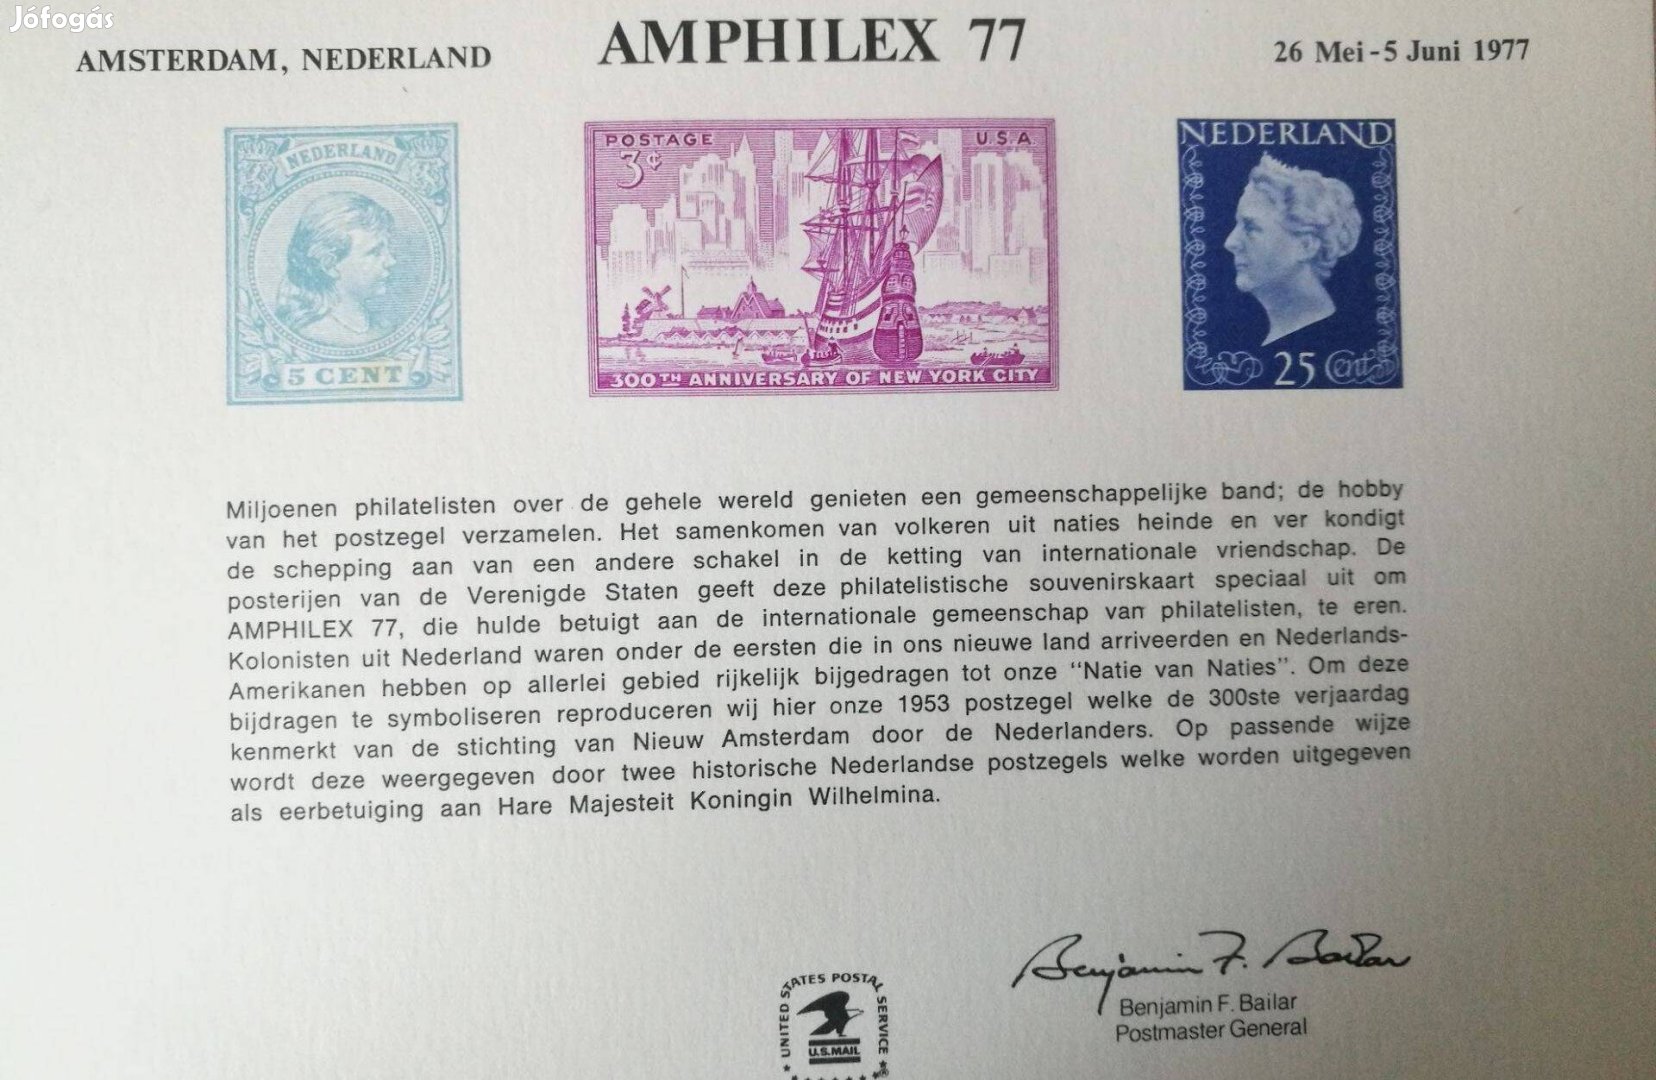 Jófogás
AMSTERDAM, NEDERLAND
AMPHILEX 77
26 Mei-5 Juni 1977
NEDERLAND
5 CENT
POSTAGE
U.S.A.
3¢
300TH ANNIVERSARY OF NEW YORK CITY
NEDERLAND
25 Cent
Miljoenen philatelisten over de gehele wereld genieten een gemeenschappelijke band; de hobby
van het postzegel verzamelen. Het samenkomen van volkeren uit naties heinde en ver kondigt
de schepping aan van een andere schakel in de ketting van internationale vriendschap. De
posterijen van de Verenigde Staten geeft deze philatelistische souvenirskaart speciaal uit om
AMPHILEX 77, die hulde betuigt aan de internationale gemeenschap van philatelisten, te eren.
Kolonisten uit Nederland waren onder de eersten die in ons nieuwe land arriveerden en Nederlands-
Amerikanen hebben op allerlei gebied rijkelijk bijgedragen tot onze "Natie van Naties". Om deze
bijdragen te symboliseren reproduceren wij hier onze 1953 postzegel welke de 300ste verjaardag
kenmerkt van de stichting van Nieuw Amsterdam door de Nederlanders. Op passende wijze
wordt deze weergegeven door twee historische Nederlandse postzegels welke worden uitgegeven
als eerbetuiging aan Hare Majesteit Koningin Wilhelmina.
Benjamin F. Bailar
Benjamin F. Bailar
Postmaster General
UNITED STATES POSTAL SERVICE
U.S.MAIL